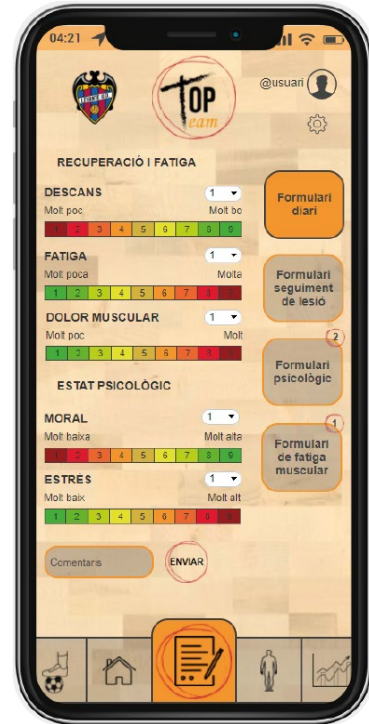 04:21
LEVANTE U.D.
TOP
Team
@usuari
RECUPERACIÓ I FATIGA
DESCANS
1
Molt poc
Molt bo
1 2 3 4 5 6 7 8 9
FATIGA
1
Molt poca
Molta
1 2 3 4 5 6 7 8
DOLOR MUSCULAR
1
Molt poc
Molt
1 2 3 4 5 6 7 8
ESTAT PSICOLÒGIC
MORAL
1
Molt baixa
Molt alta
1 2 3 4 5 6 7 8 9
ESTRÈS
1
Molt baix
Molt alt
1 2 3 4 5 6 7 8
Comentaris
ENVIAR
Formulari
diari
Formulari
seguiment
de lesió
2
Formulari
psicològic
1
Formulari
de fatiga
muscular